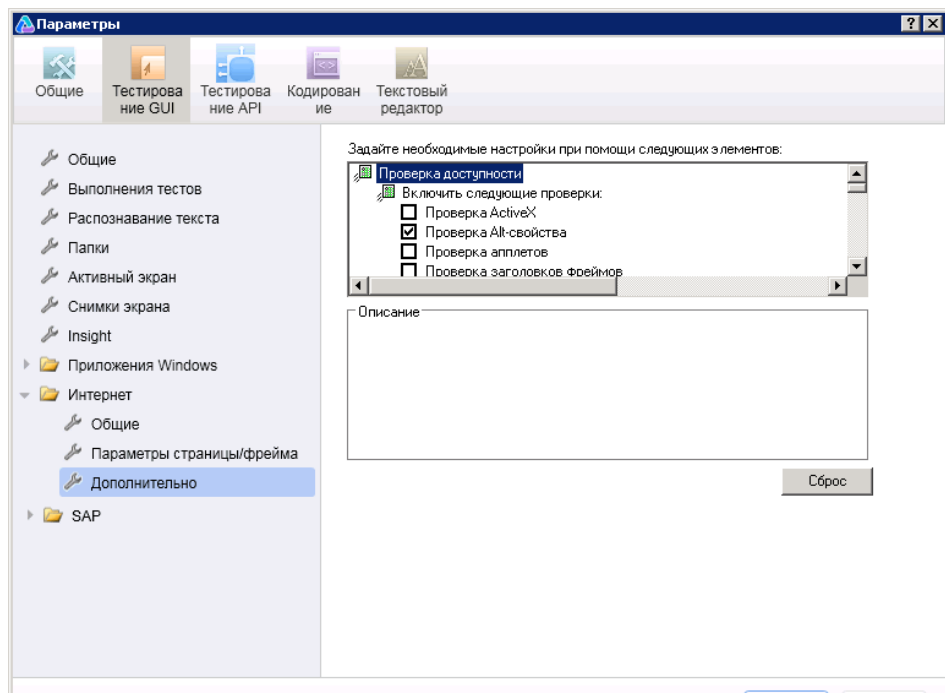 Параметры
Общие
Тестирова
ние GUI
Тестирова
ние API
Кодирован
ие
Текстовый
редактор
Общие
Выполнения тестов
Распознавание текста
Папки
Активный экран
Снимки экрана
Insight
Приложения Windows
Интернет
Общие
Параметры страницы/фрейма
Дополнительно
SAP
Задайте необходимые настройки при помощи следующих элементов:
Проверка доступности
Включить следующие проверки:
Проверка ActiveX
Проверка Alt-свойства
Проверка апплетов
Проверка заголовков фреймов
Описание
Сброс